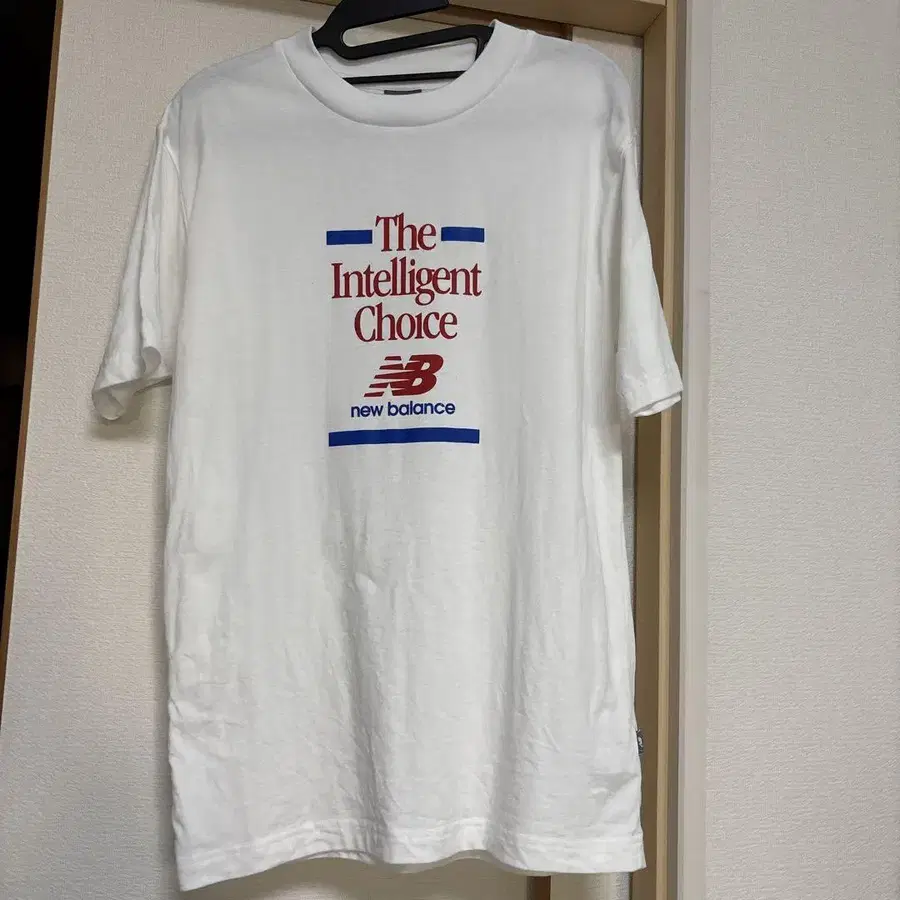 The
Intelligent
Choice
NB
new balance